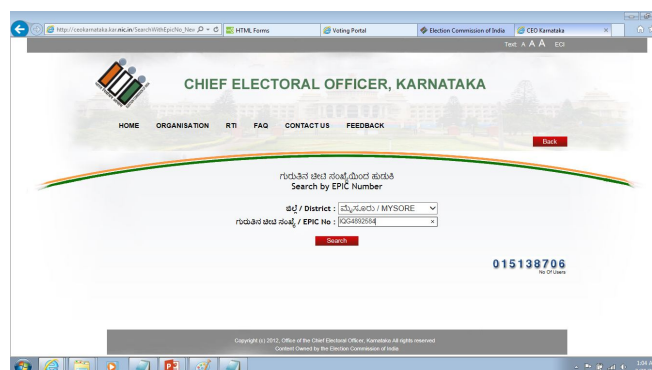 http://ceokarnataka.kar.nic.in/SearchWithEpicNo_New
HTML Forms
Voting Portal
Election Commission of India
CEO Karnataka
Text A A A ECI
CHIEF ELECTORAL OFFICER, KARNATAKA
HOME ORGANISATION RTI FAQ CONTACT US FEEDBACK
Back
ಗುರುತಿನ ಚೀಟಿ ಸಂಖ್ಯೆಯಿಂದ ಹುಡುಕಿ
Search by EPIC Number
ಜಿಲ್ಲೆ / District : ಮೈಸೂರು / MYSORE
ಗುರುತಿನ ಚೀಟಿ ಸಂಖ್ಯೆ / EPIC No : IQG4892564
Search
015138706
No Of Users
Copyright (c) 2012, Office of the Chief Electoral Officer, Karnataka All rights reserved
Content Owned by the Election Commission of India
1:04 A